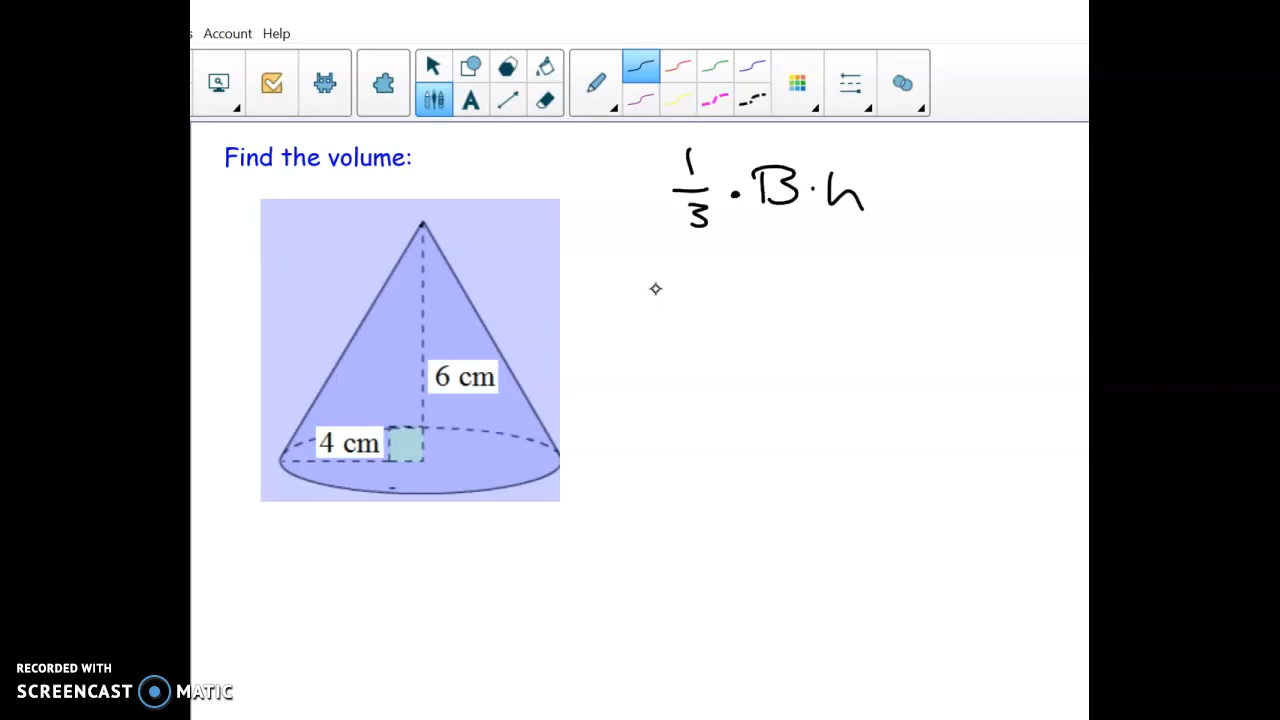 Account Help
Find the volume:
1/3 · B · h
6 cm
4 cm
RECORDED WITH
SCREENCAST MATIC